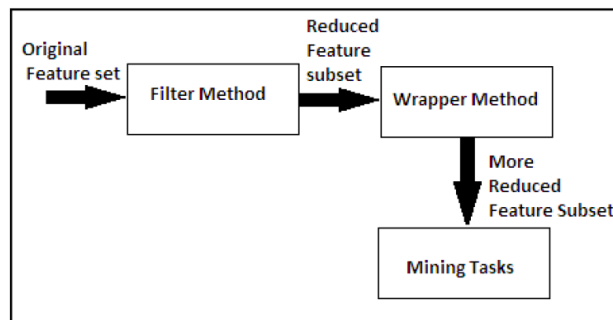 Original
Feature set
Filter Method
Reduced
Feature
subset
Wrapper Method
More
Reduced
Feature Subset
Mining Tasks